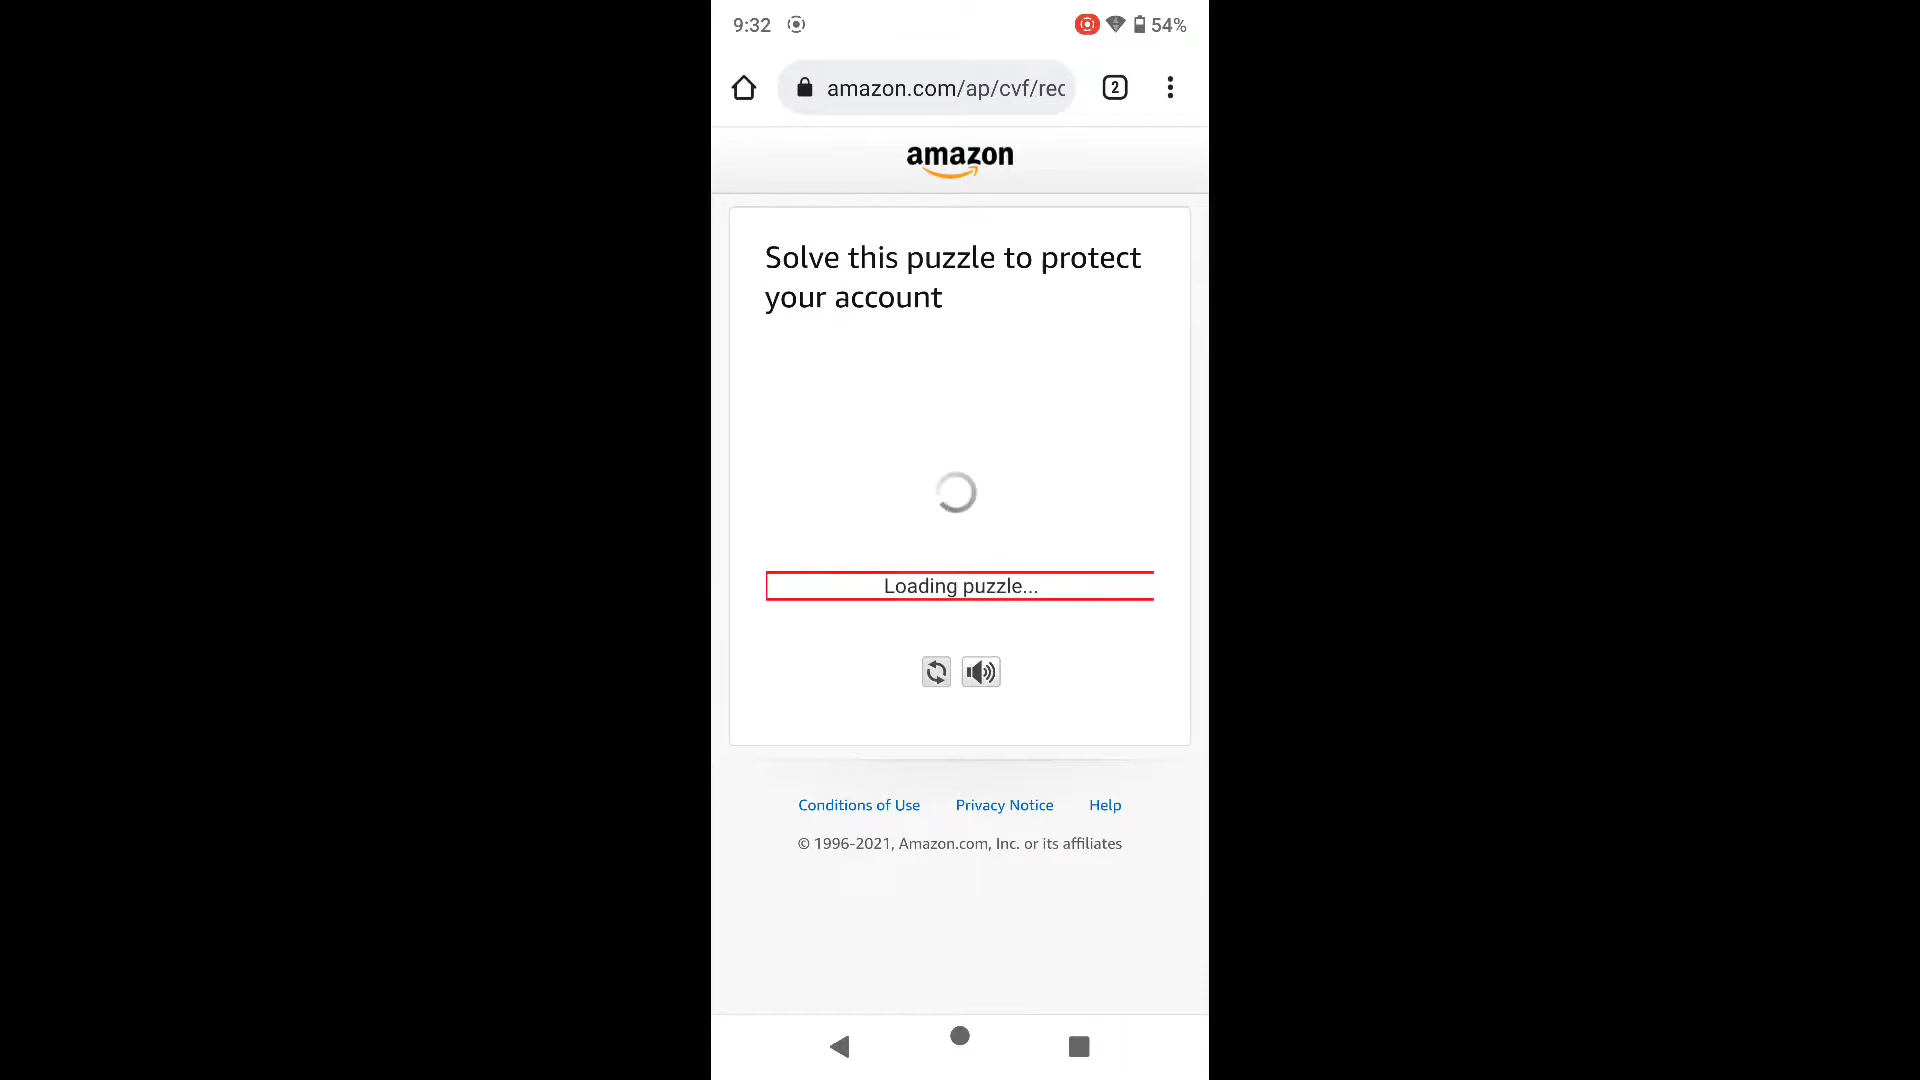 9:32
54%
amazon.com/ap/cvf/rec
2
amazon
Solve this puzzle to protect
your account
Loading puzzle...
Conditions of Use Privacy Notice Help
© 1996-2021, Amazon.com, Inc. or its affiliates